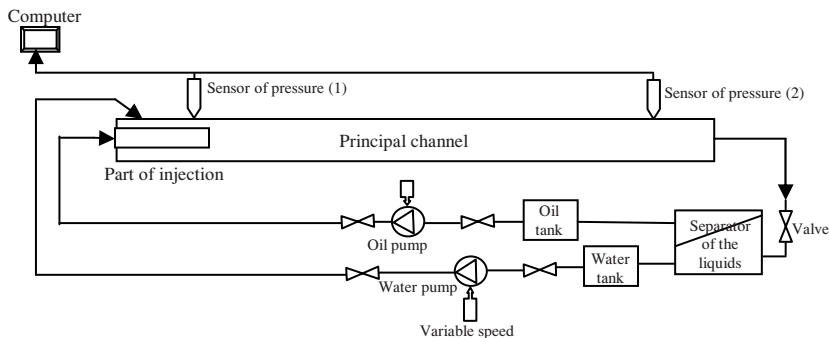 Computer
Sensor of pressure (1)
Sensor of pressure (2)
Principal channel
Part of injection
Oil
tank
Oil pump
Separator
of the
liquids
Valve
Water
tank
Water pump
Variable speed